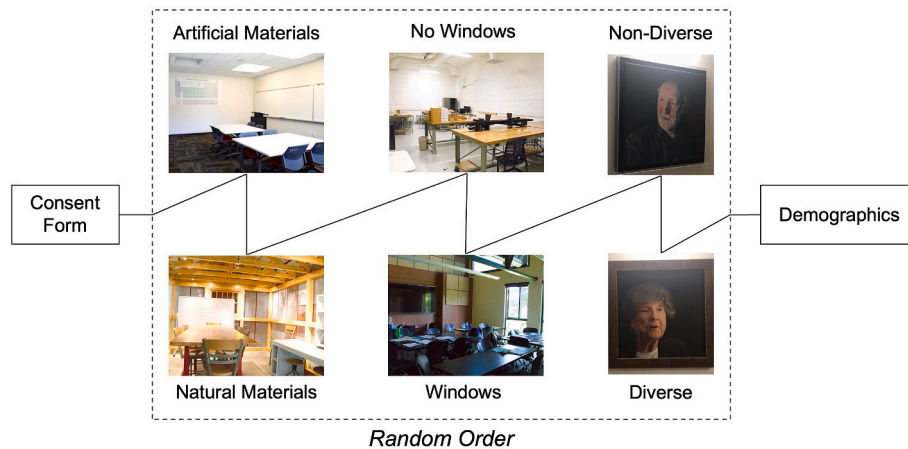 Artificial Materials
No Windows
Non-Diverse
Consent
Form
Demographics
Natural Materials
Windows
Diverse
Random Order